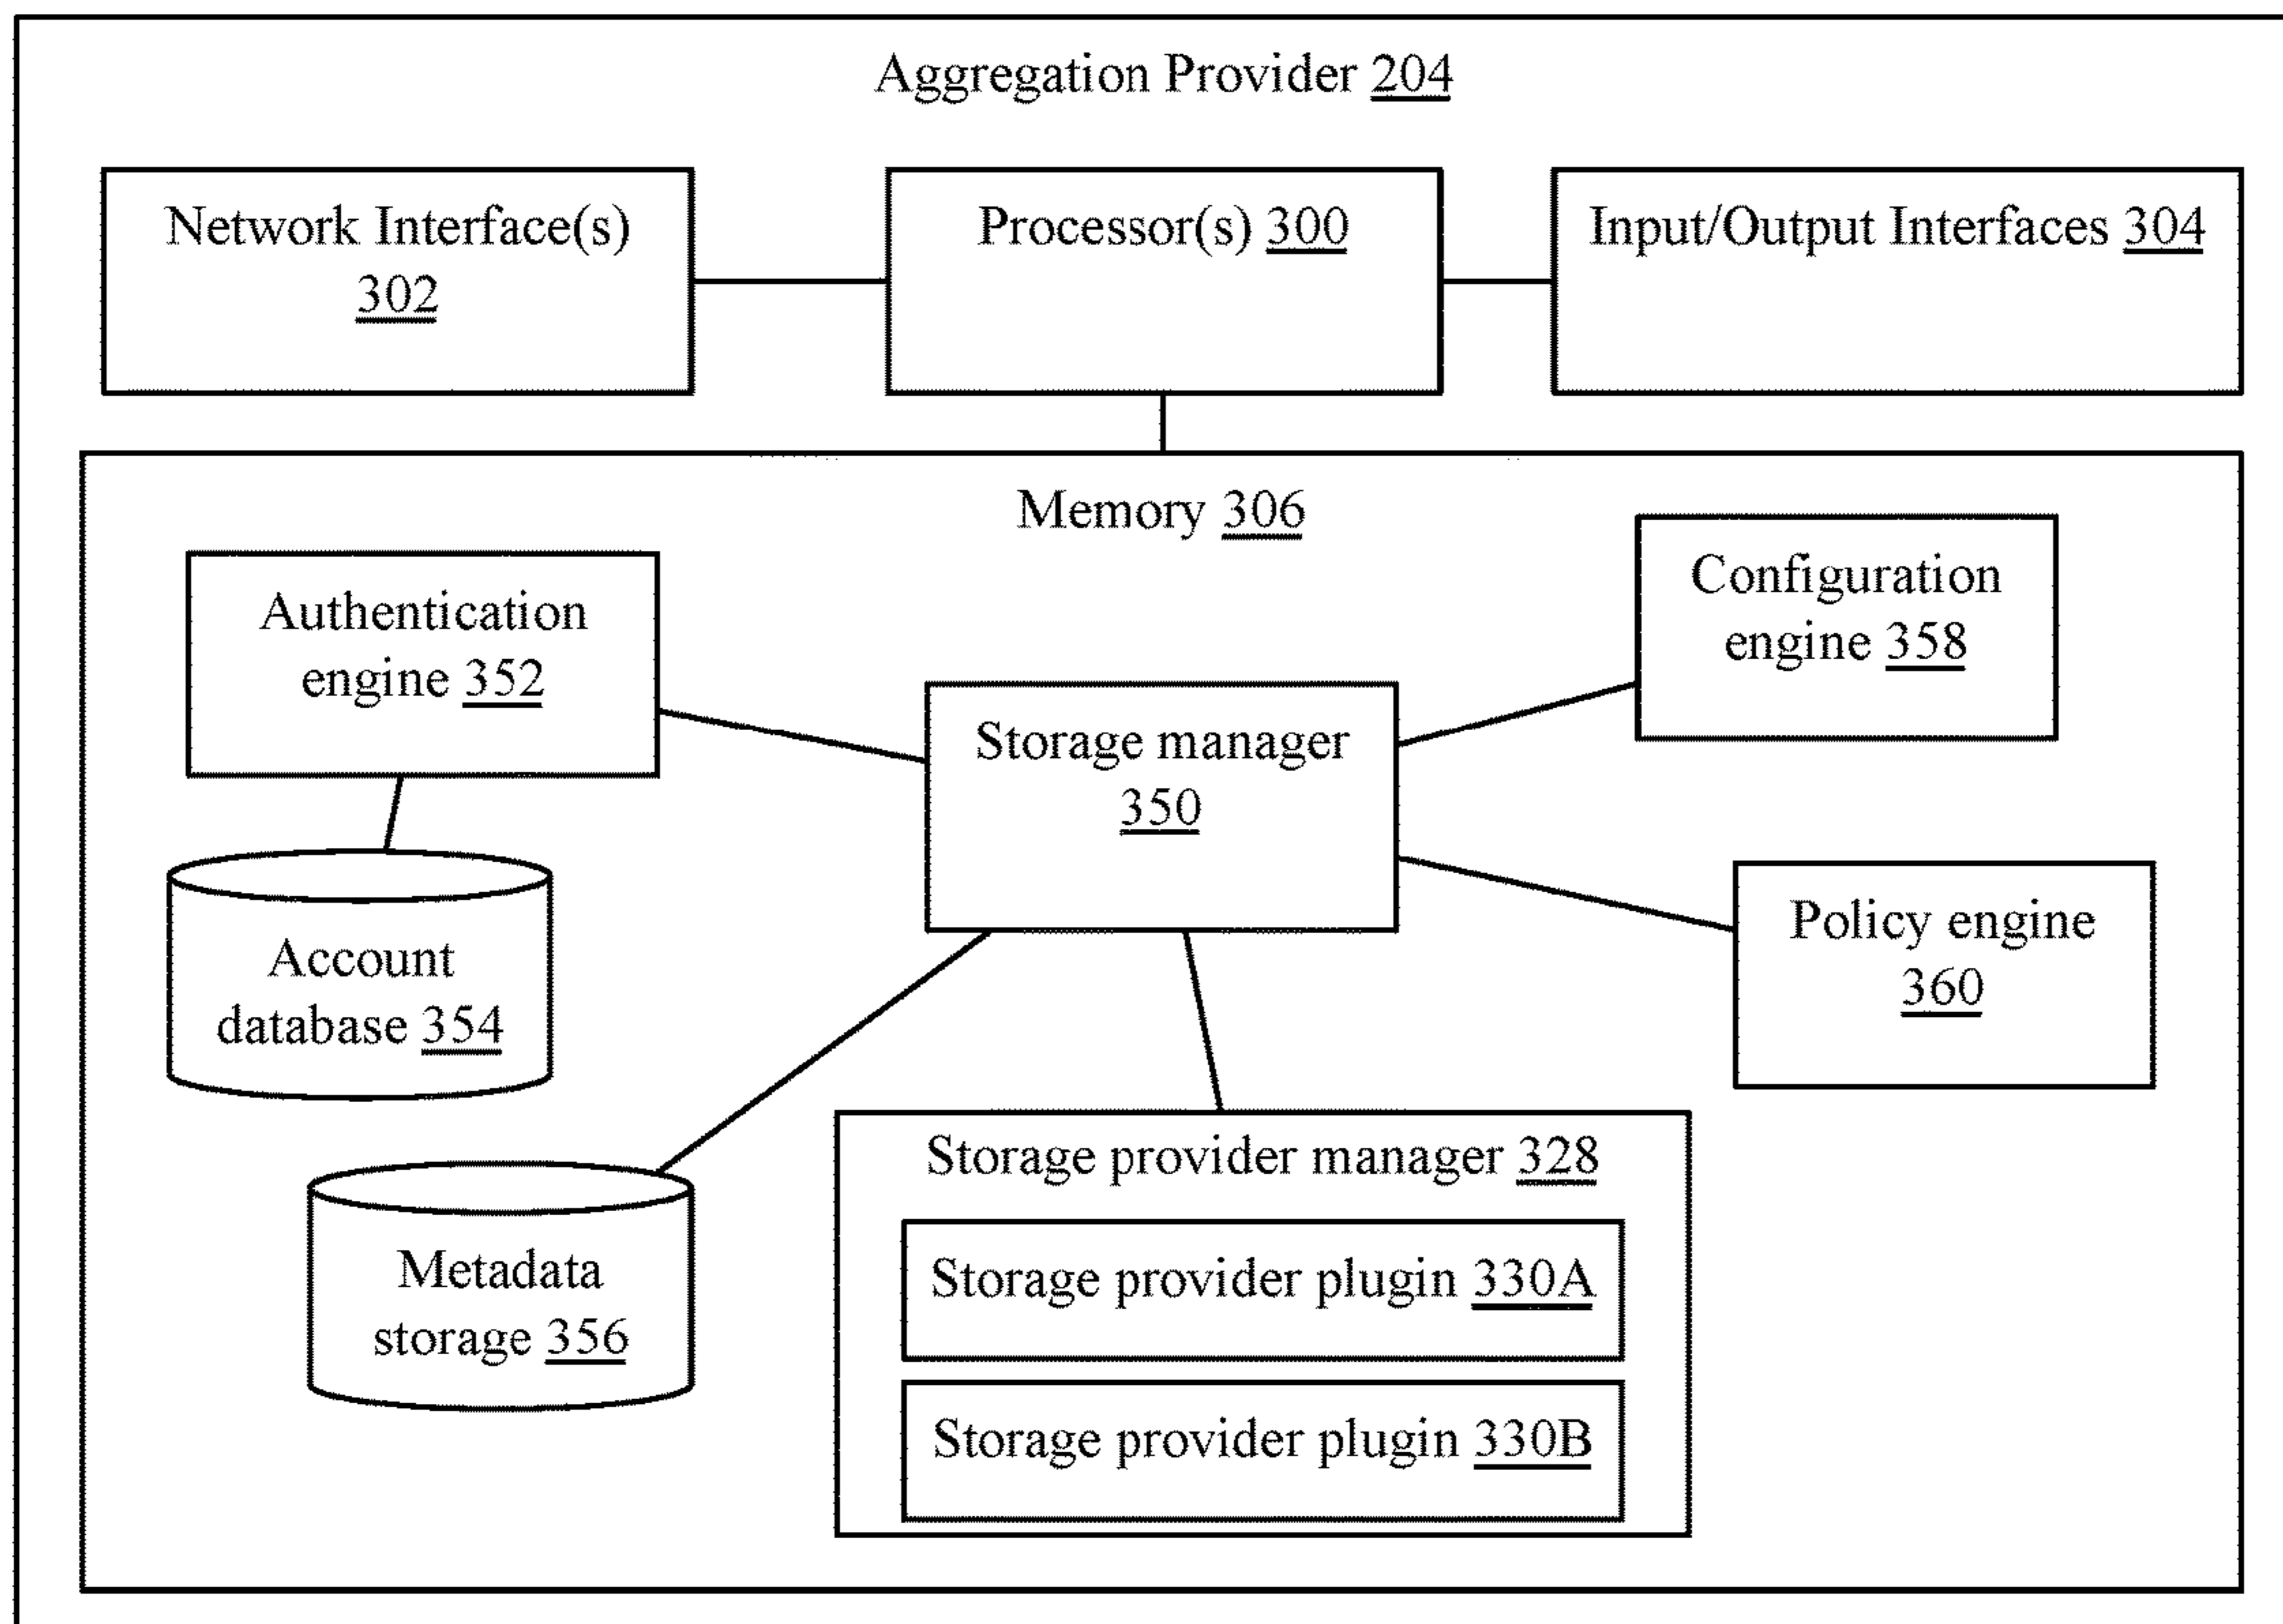 Aggregation Provider 204
Network Interface(s)
302
Processor(s) 300
Input/Output Interfaces 304
Memory 306
Authentication
engine 352
Configuration
engine 358
Storage manager
350
Account
database 354
Policy engine
360
Metadata
storage 356
Storage provider manager 328
Storage provider plugin 330A
Storage provider plugin 330B